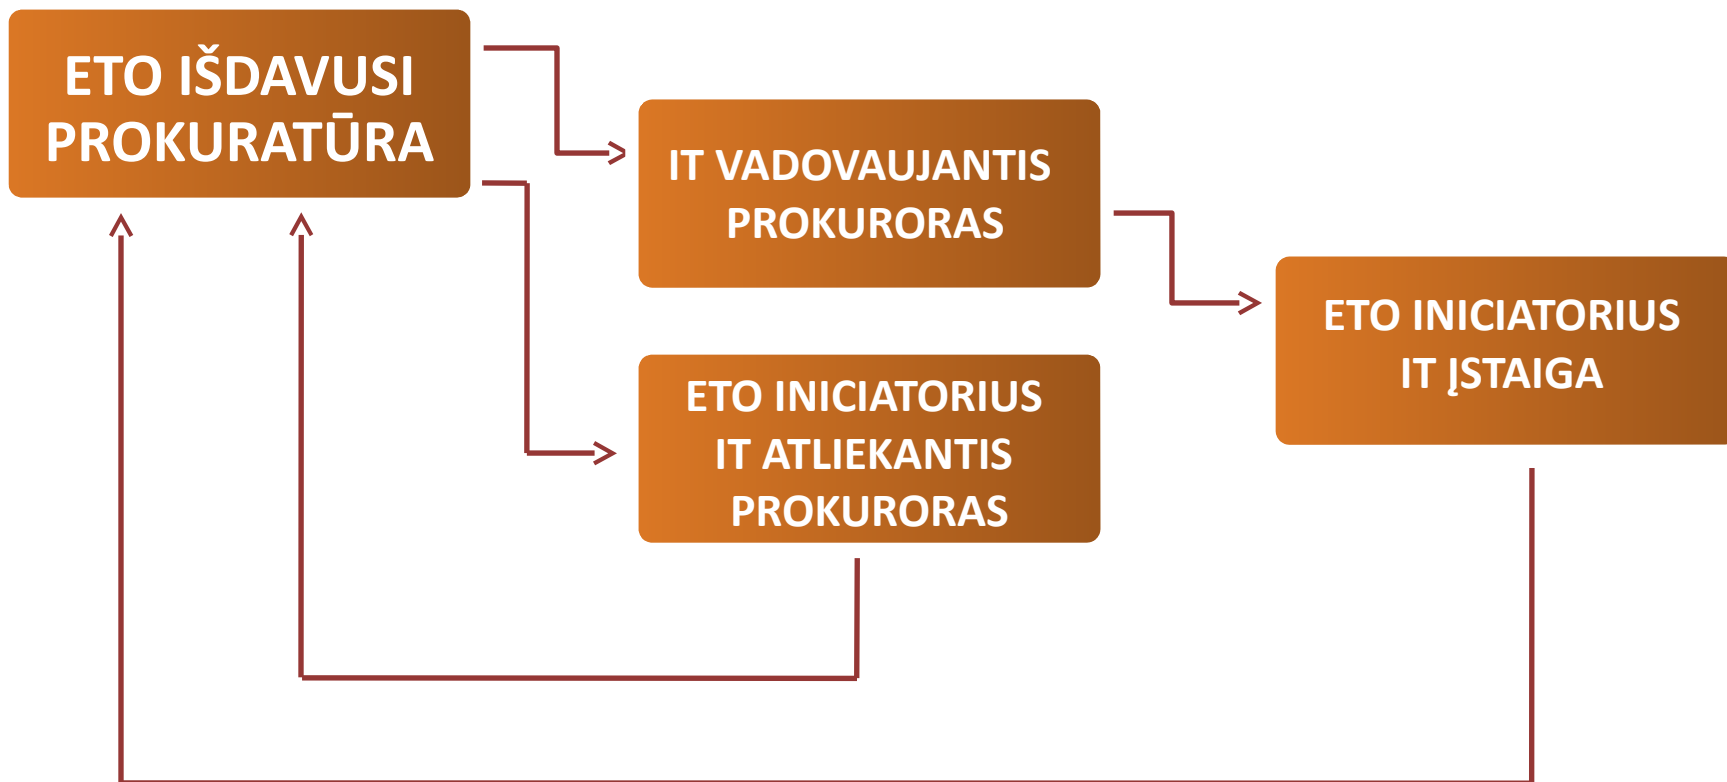 ETO IŠDAVUSI
PROKURATŪRA
IT VADOVAUJANTIS
PROKURORAS
ETO INICIATORIUS
IT ĮSTAIGA
ETO INICIATORIUS
IT ATLIEKANTIS
PROKURORAS